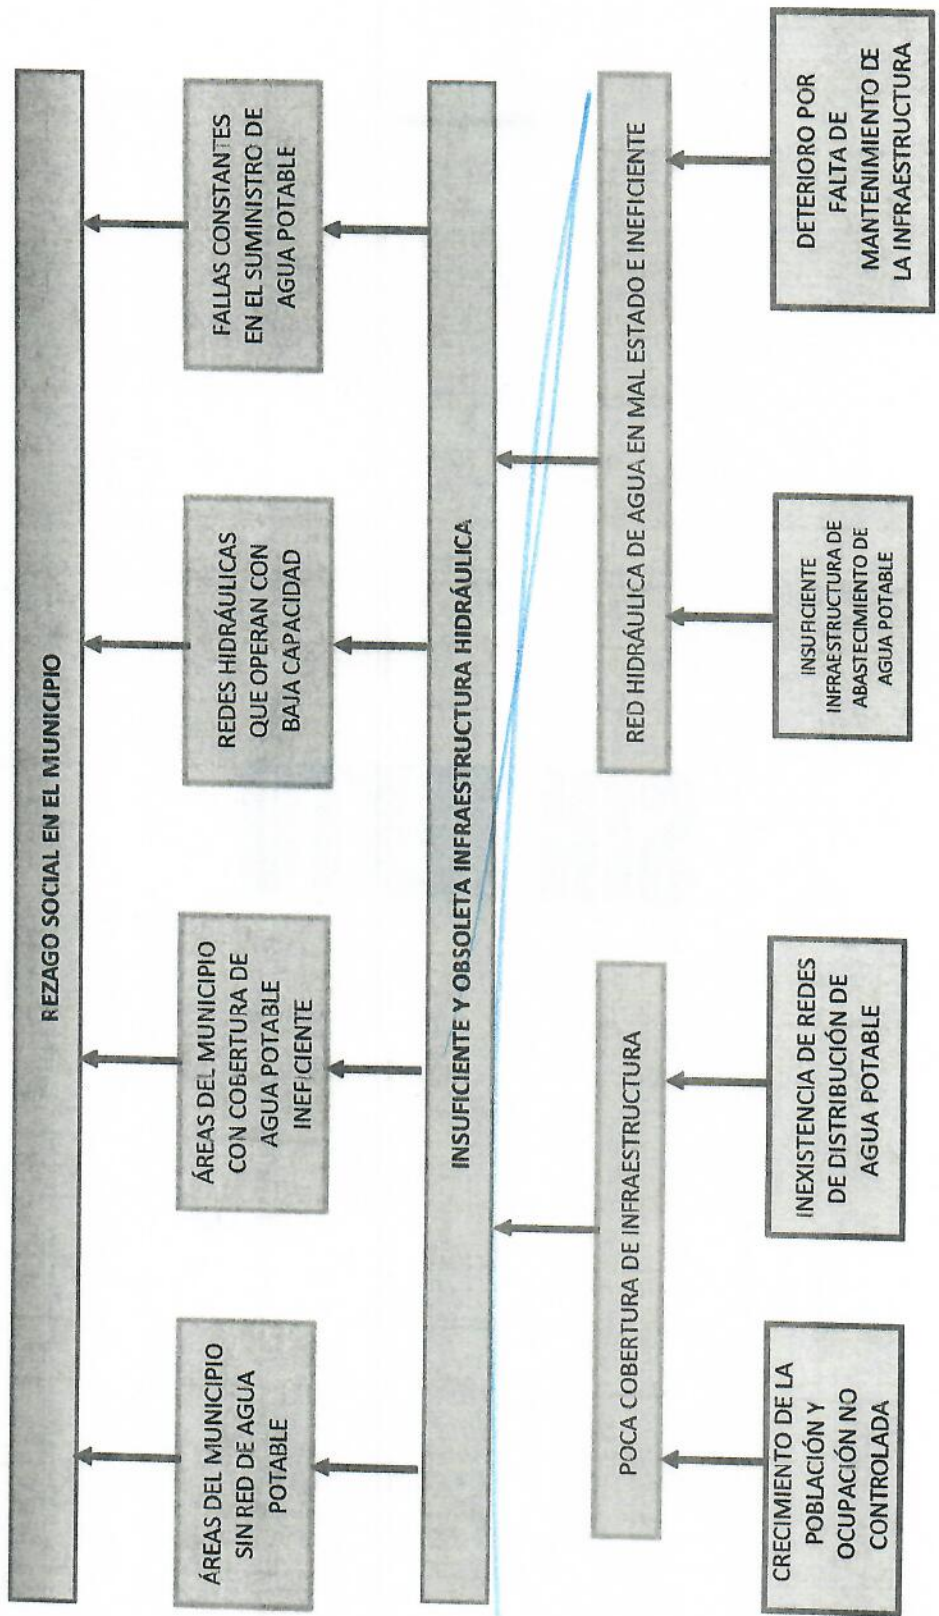 REZAGO SOCIAL EN EL MUNICIPIO
ÁREAS DEL MUNICIPIO
SIN RED DE AGUA
POTABLE
ÁREAS DEL MUNICIPIO
CON COBERTURA DE
AGUA POTABLE
INEFICIENTE
REDES HIDRÁULICAS
QUE OPERAN CON
BAJA CAPACIDAD
FALLAS CONSTANTES
EN EL SUMINISTRO DE
AGUA POTABLE
INSUFICIENTE Y OBSOLETA INFRAESTRUCTURA HIDRÁULICA
POCA COBERTURA DE INFRAESTRUCTURA
RED HIDRÁULICA DE AGUA EN MAL ESTADO E INEFICIENTE
CRECIMIENTO DE LA
POBLACIÓN Y
OCUPACIÓN NO
CONTROLADA
INEXISTENCIA DE REDES
DE DISTRIBUCIÓN DE
AGUA POTABLE
INSUFICIENTE
INFRAESTRUCTURA DE
ABASTECIMIENTO DE
AGUA POTABLE
DETERIORO POR
FALTA DE
MANTENIMIENTO DE
LA INFRAESTRUCTURA